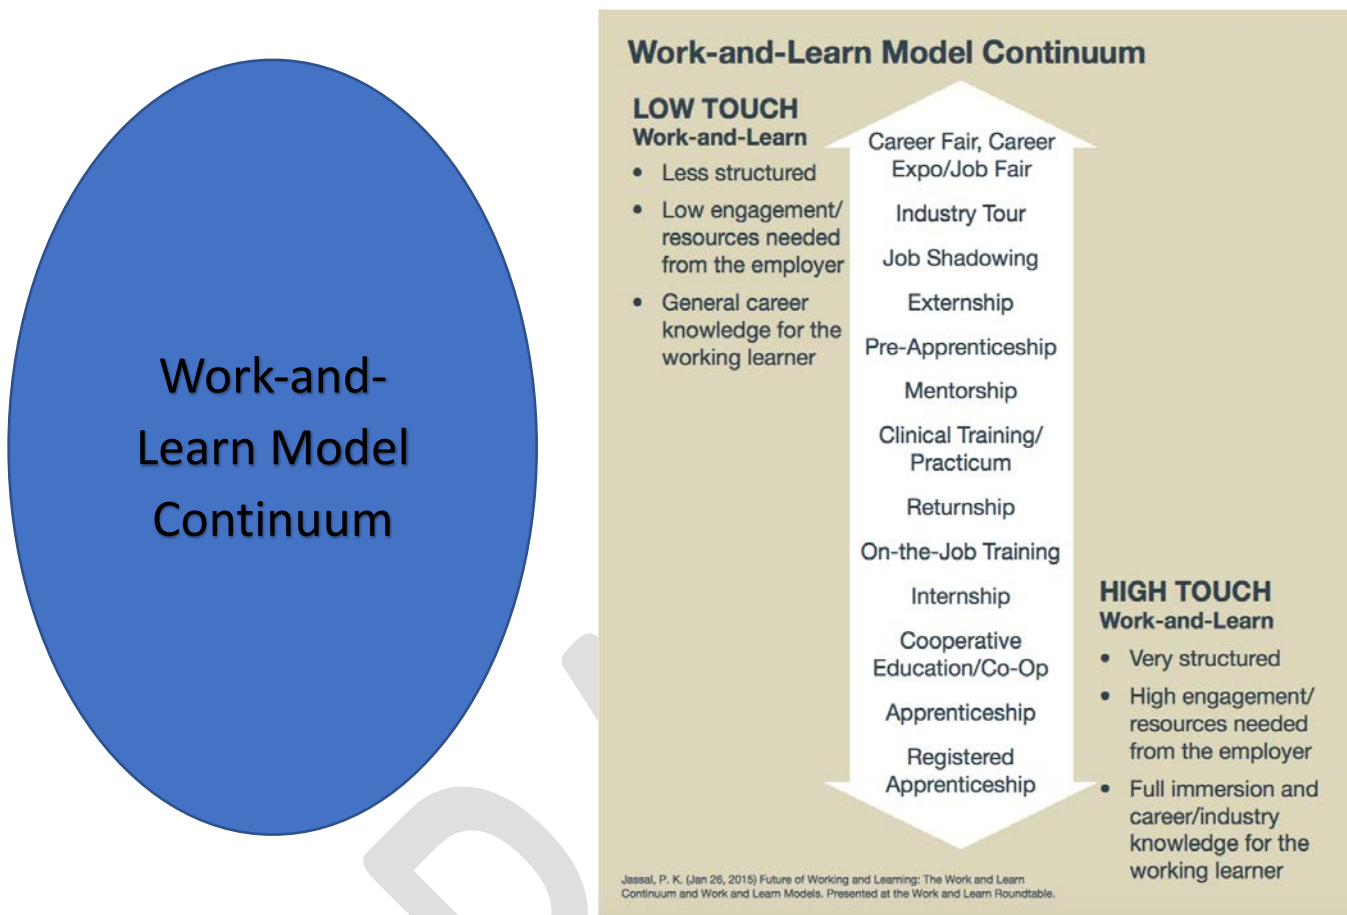 Work-and-
Learn Model
Continuum
Work-and-Learn Model Continuum
LOW TOUCH
Work-and-Learn
• Less structured
• Low engagement/
resources needed
from the employer
• General career
knowledge for the
working learner
Career Fair, Career
Expo/Job Fair
Industry Tour
Job Shadowing
Externship
Pre-Apprenticeship
Mentorship
Clinical Training/
Practicum
Returnship
On-the-Job Training
Internship
Cooperative
Education/Co-Op
Apprenticeship
Registered
Apprenticeship
HIGH TOUCH
Work-and-Learn
• Very structured
• High engagement/
resources needed
from the employer
• Full immersion and
career/industry
knowledge for the
working learner
Jassal, P. K. (Jan 26, 2015) Future of Working and Learning: The Work and Learn
Continuum and Work and Learn Models. Presented at the Work and Learn Roundtable.